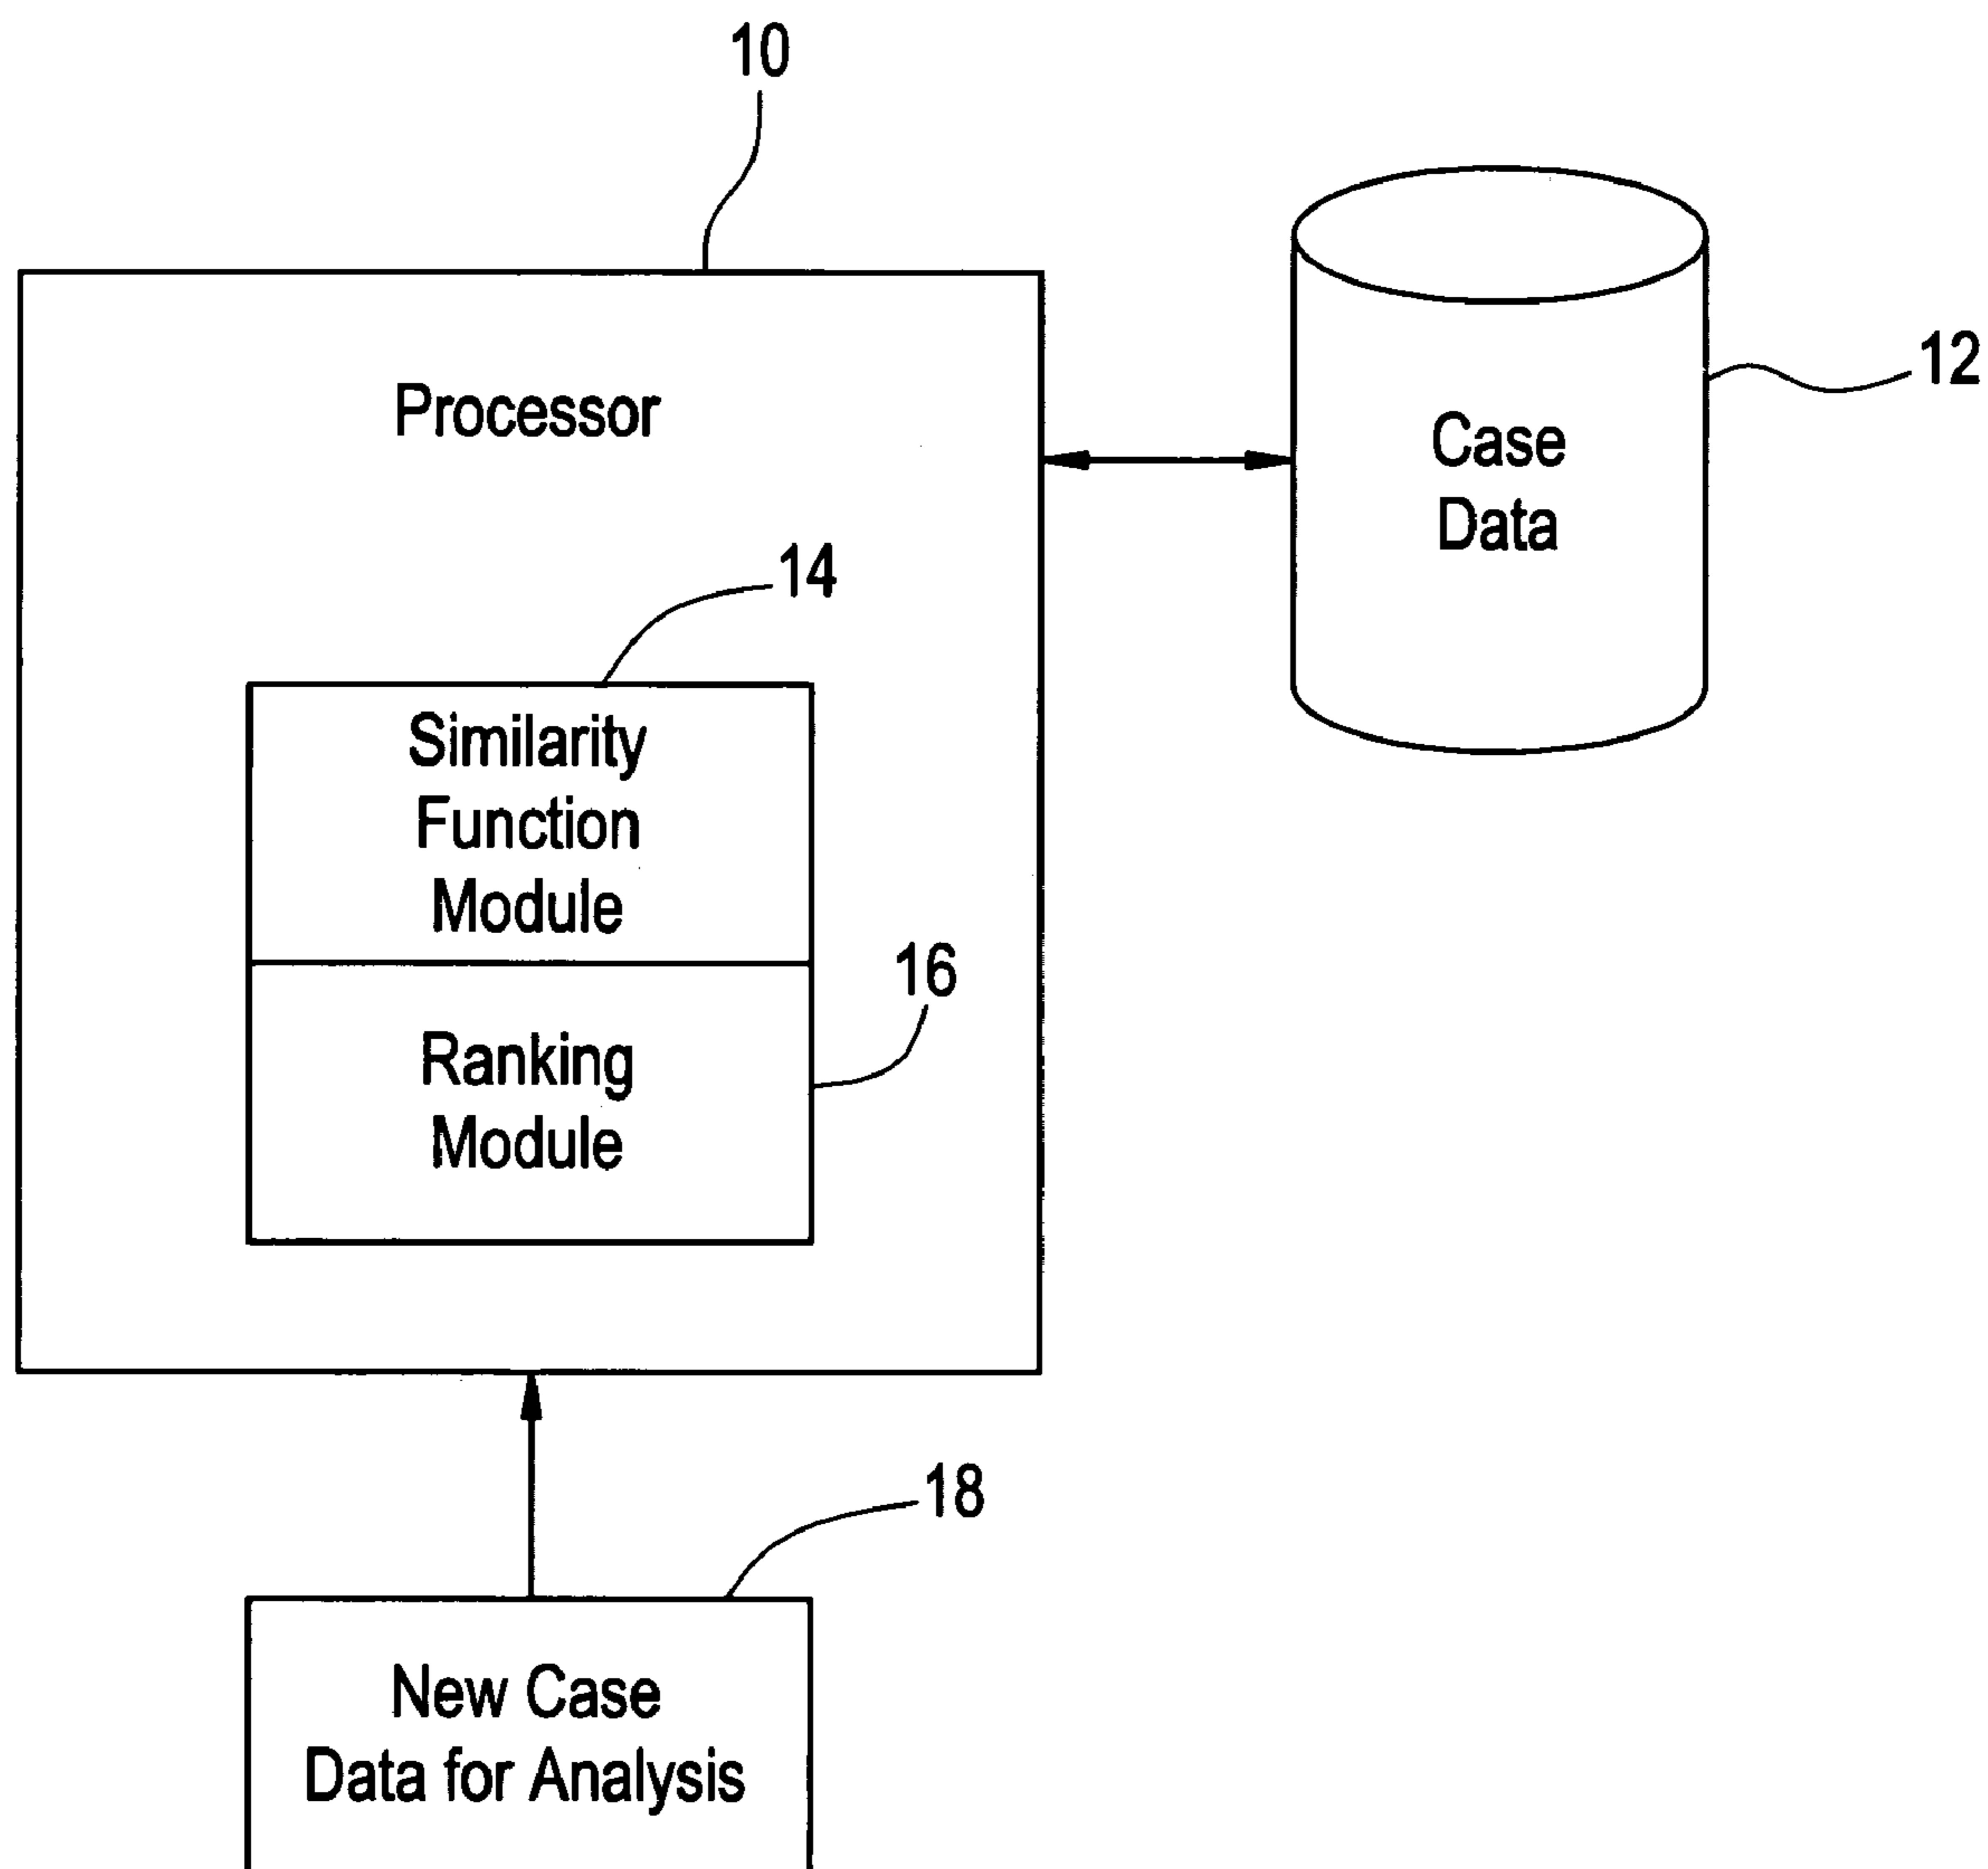 10
12
Processor
Case
Data
14
Similarity
Function
Module
16
Ranking
Module
18
New Case
Data for Analysis